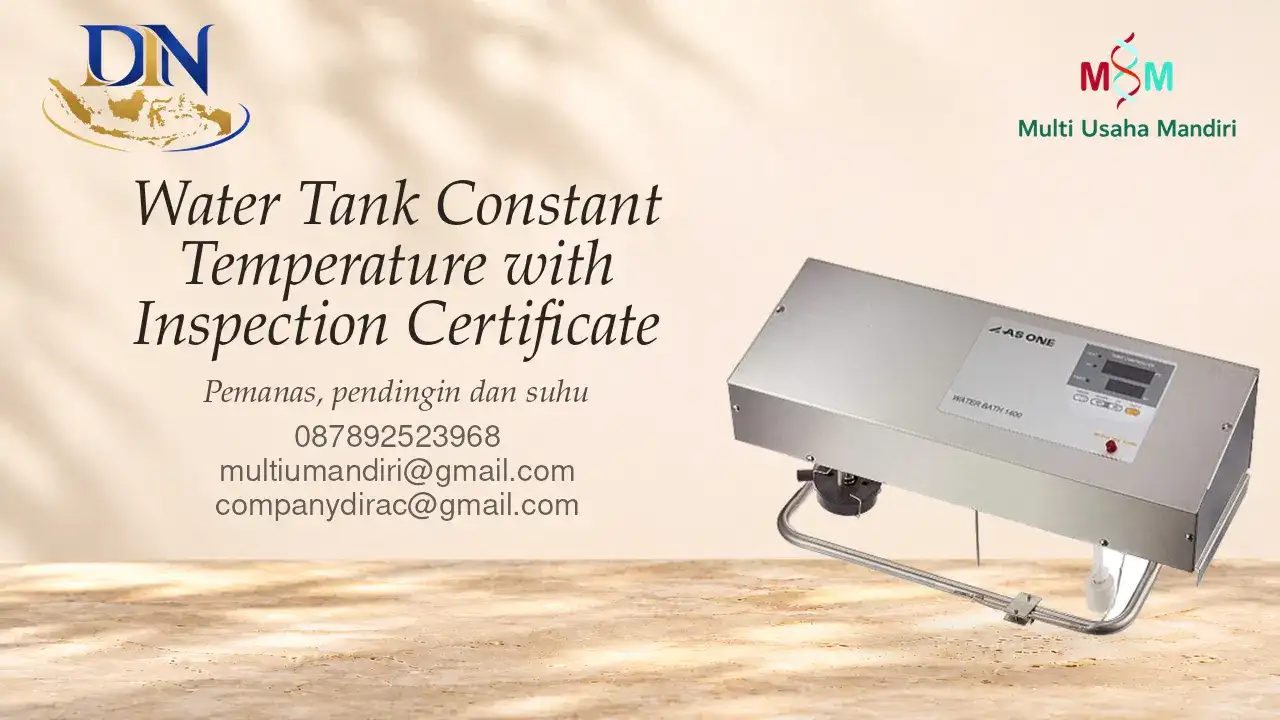 DIN
M M
Multi Usaha Mandiri
Water Tank Constant
Temperature with
Inspection Certificate
Pemanas, pendingin dan suhu
087892523968
multiumandiri@gmail.com
companydirac@gmail.com
AS ONE
WATER BATH 1400